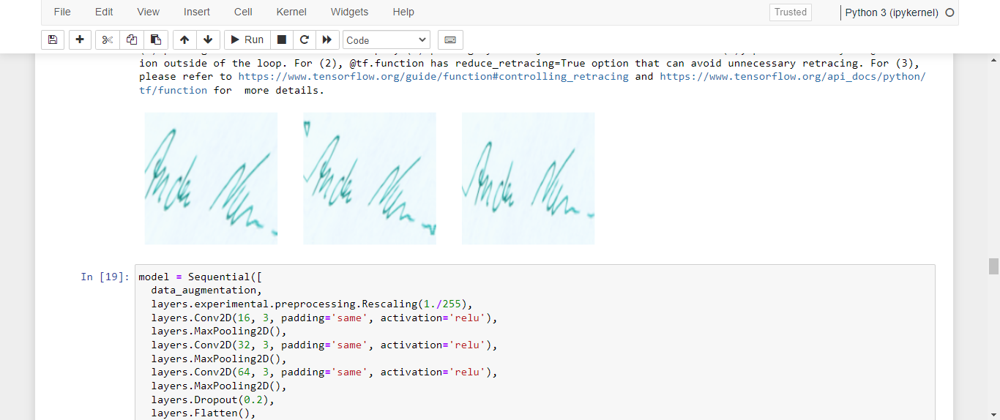 File Edit View Insert Cell Kernel Widgets Help Trusted Python 3 (ipykernel)
Run Code
ion outside of the loop. For (2), @tf.function has reduce_retracing=True option that can avoid unnecessary retracing. For (3),
please refer to https://www.tensorflow.org/guide/function#controlling_retracing and https://www.tensorflow.org/api_docs/python/
tf/function for  more details.
In [19]: model = Sequential([
data_augmentation,
layers.experimental.preprocessing.Rescaling(1./255),
layers.Conv2D(16, 3, padding='same', activation='relu'),
layers.MaxPooling2D(),
layers.Conv2D(32, 3, padding='same', activation='relu'),
layers.MaxPooling2D(),
layers.Conv2D(64, 3, padding='same', activation='relu'),
layers.MaxPooling2D(),
layers.Dropout(0.2),
layers.Flatten(),